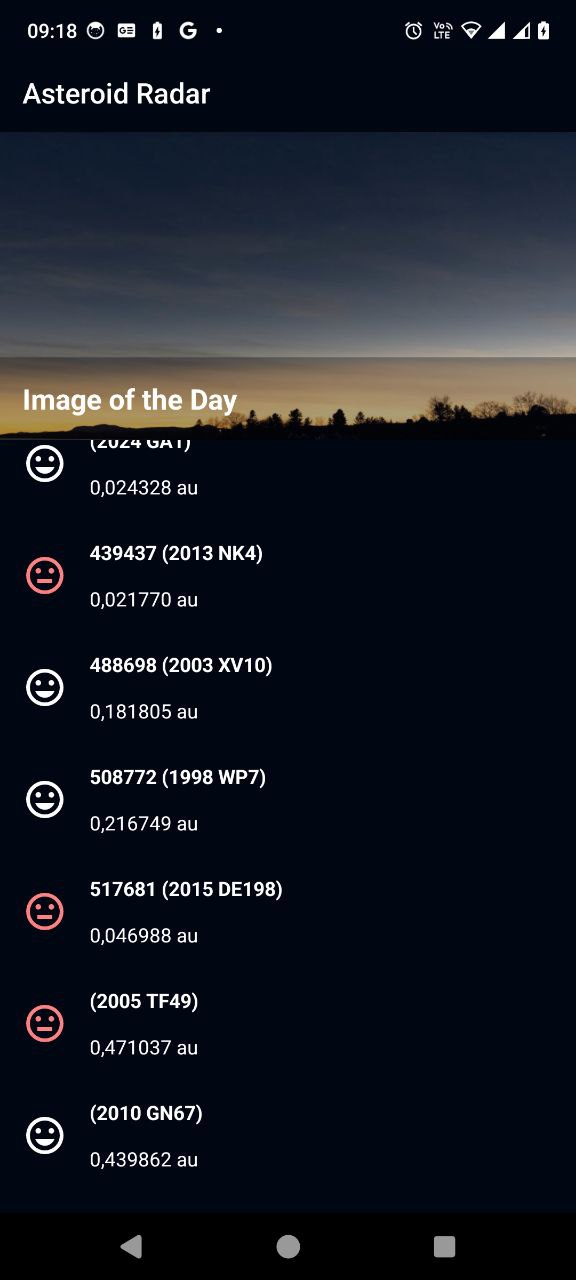 09:18
Vo) LTE
Asteroid Radar
Image of the Day
(2024 GA1)
0,024328 au
439437 (2013 NK4)
0,021770 au
488698 (2003 XV10)
0,181805 au
508772 (1998 WP7)
0,216749 au
517681 (2015 DE198)
0,046988 au
(2005 TF49)
0,471037 au
(2010 GN67)
0,439862 au